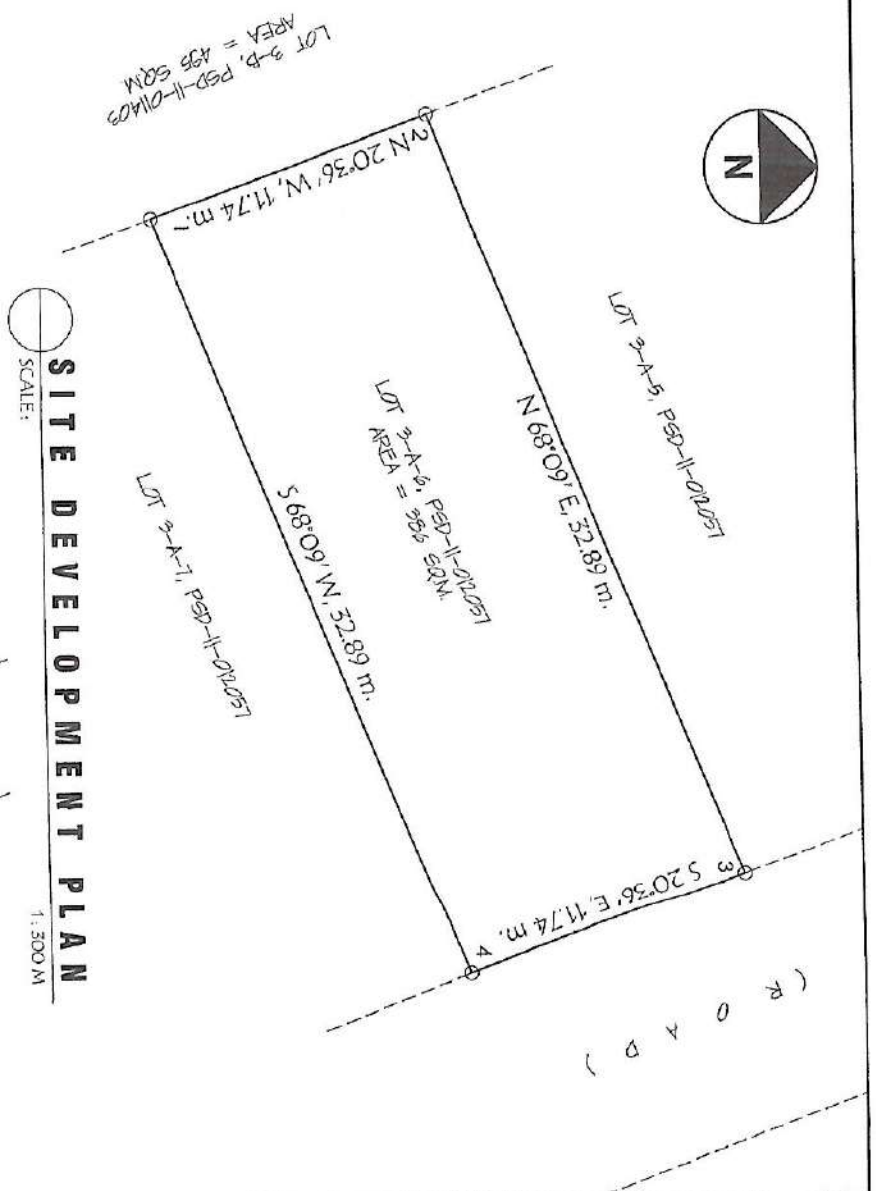 N
LOT 3-B, PSD-11-011403
AREA = 495 SQM
2
N 20°36' W, 11.74 m.
1
LOT 3-A-5, PSD-11-012057
N 68°09' E, 32.89 m.
LOT 3-A-6, PSD-11-012057
AREA = 386 SQM.
S 68°09' W, 32.89 m.
LOT 3-A-7, PSD-11-012057
3
S 20°36' E, 11.74 m.
4
( R O A D )
SITE DEVELOPMENT PLAN
SCALE: 1:300 M